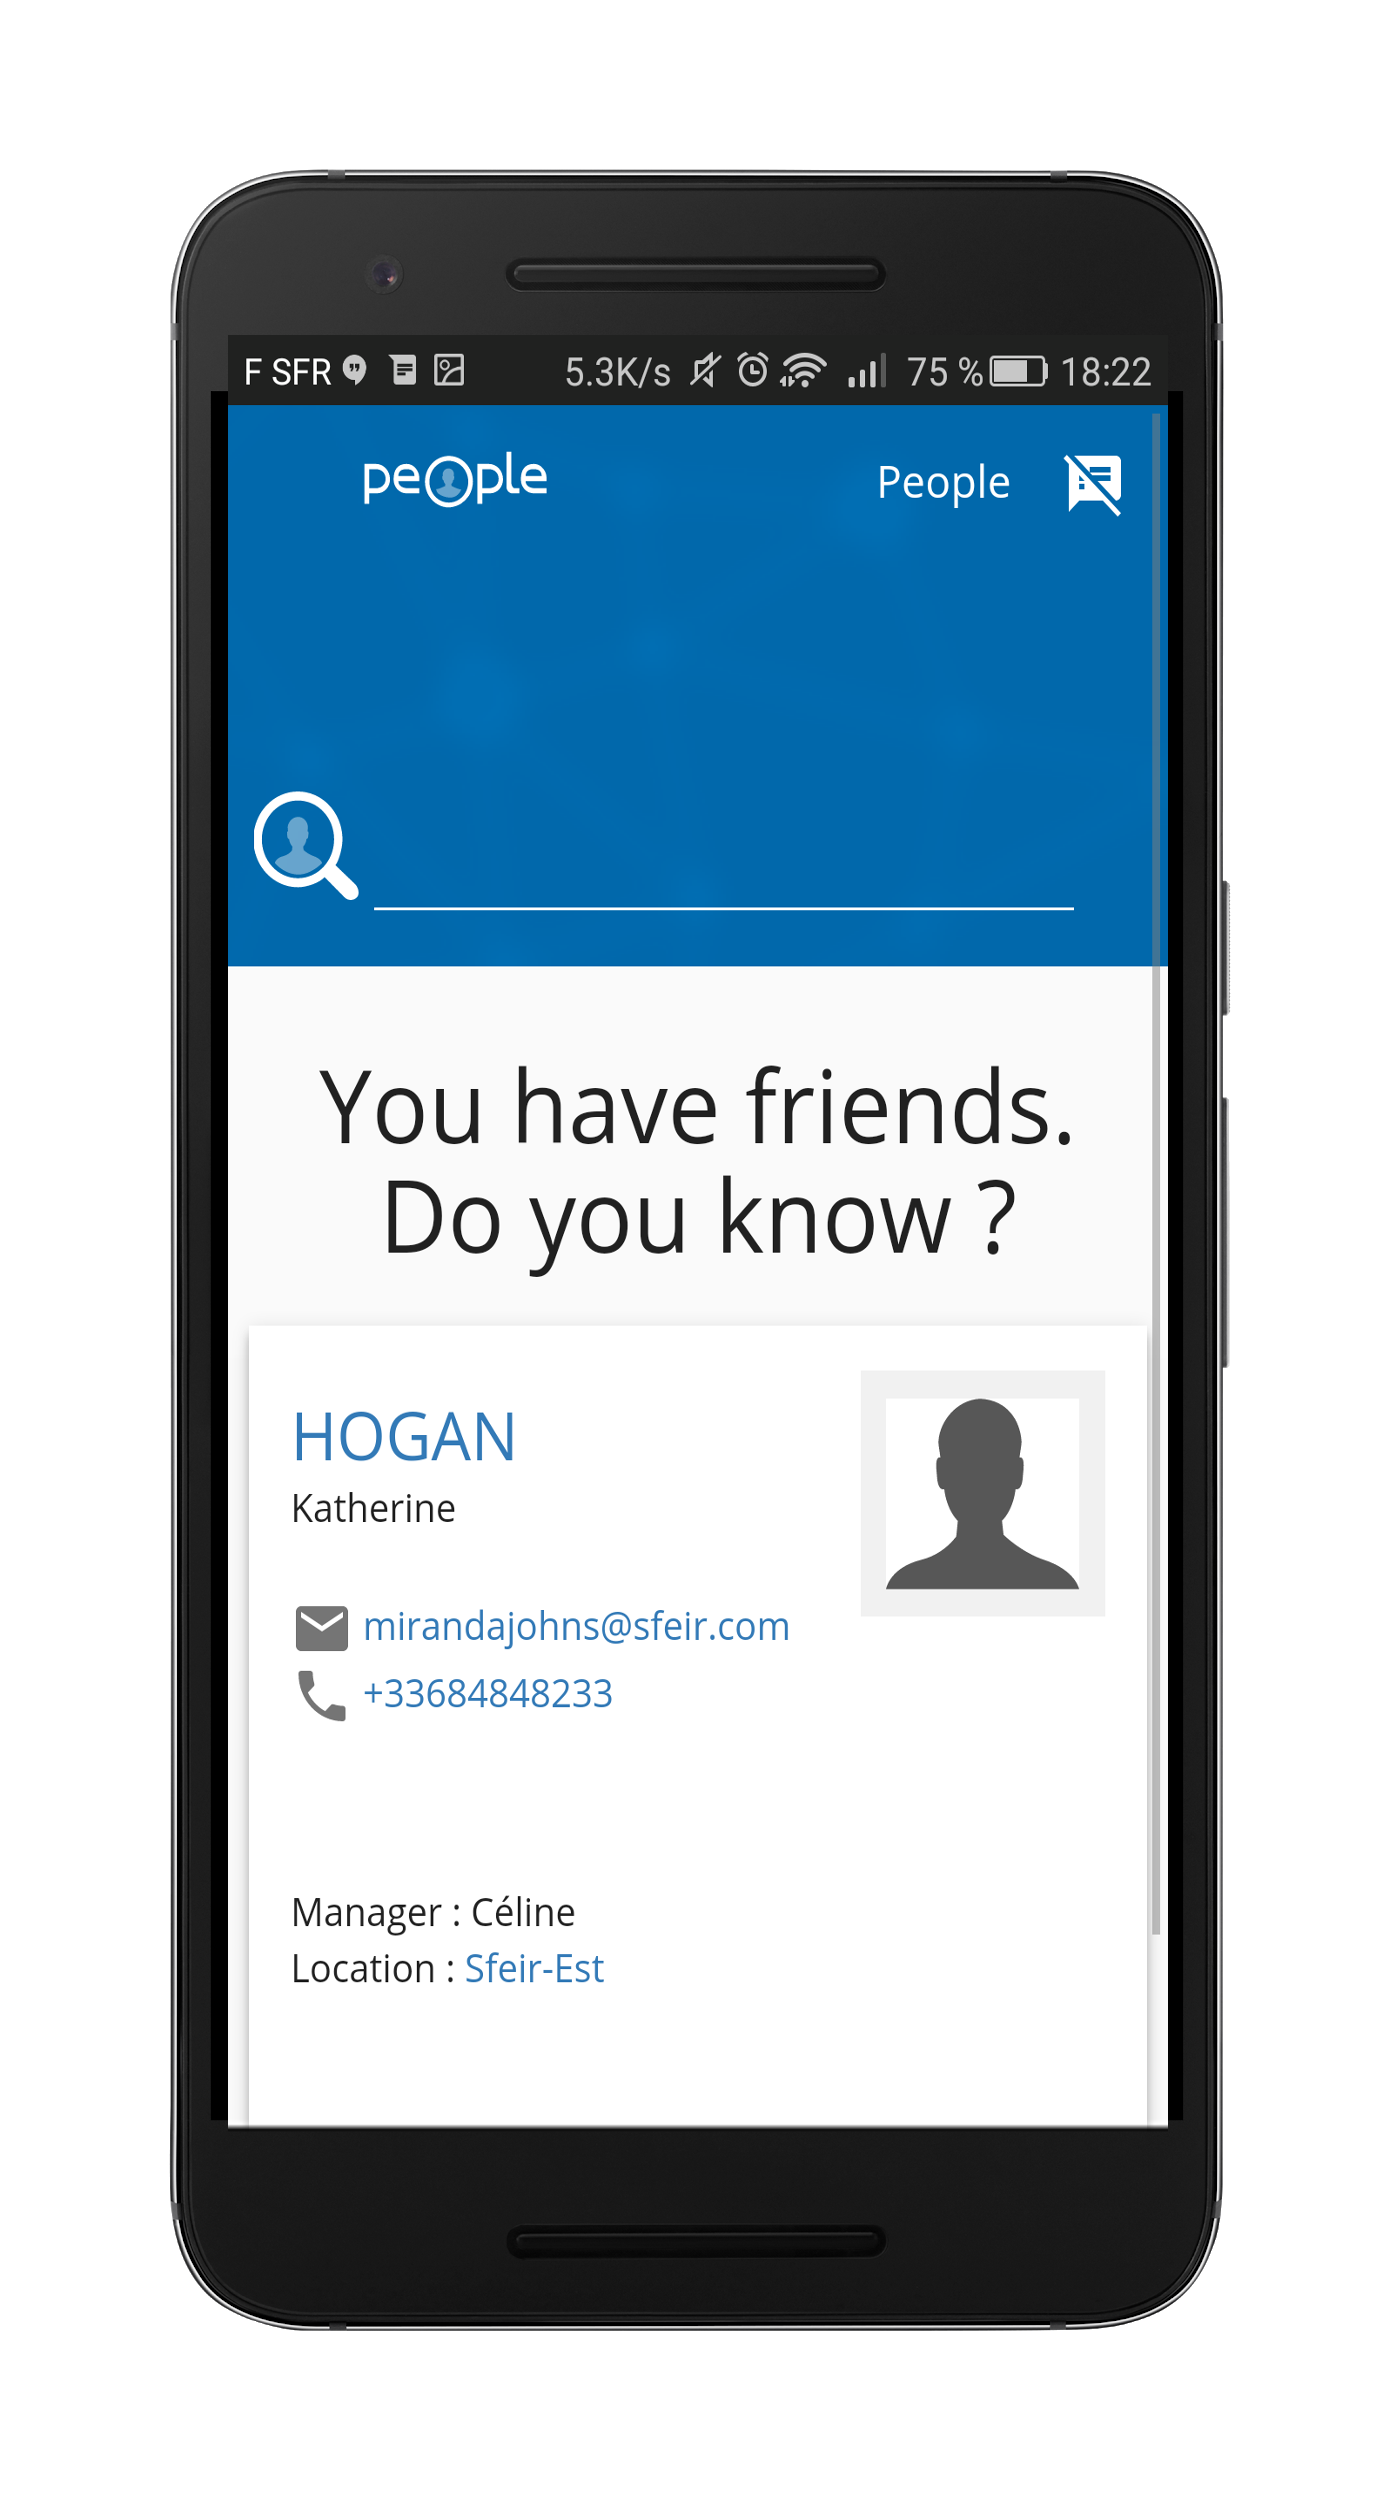 F SFR 5.3K/s 75 % 18:22
people People
You have friends.
Do you know ?
HOGAN
Katherine
mirandajohns@sfeir.com
+33684848233
Manager : Céline
Location : Sfeir-Est